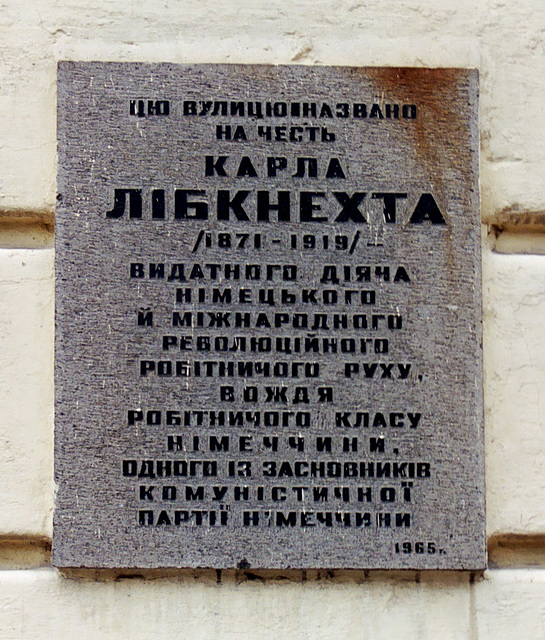 ЦЮ ВУЛИЦЮ НАЗВАНО
НА ЧЕСТЬ
КАРЛА
ЛІБКНЕХТА
/1871-1919/–
ВИДАТНОГО ДІЯЧА
НІМЕЦЬКОГО
Й МІЖНАРОДНОГО
РЕВОЛЮЦІЙНОГО
РОБІТНИЧОГО РУХУ,
ВОЖДЯ
РОБІТНИЧОГО КЛАСУ
НІМЕЧЧИНИ,
ОДНОГО ІЗ ЗАСНОВНИКІВ
КОМУНІСТИЧНОЇ
ПАРТІЇ НІМЕЧЧИНИ
1965 г.